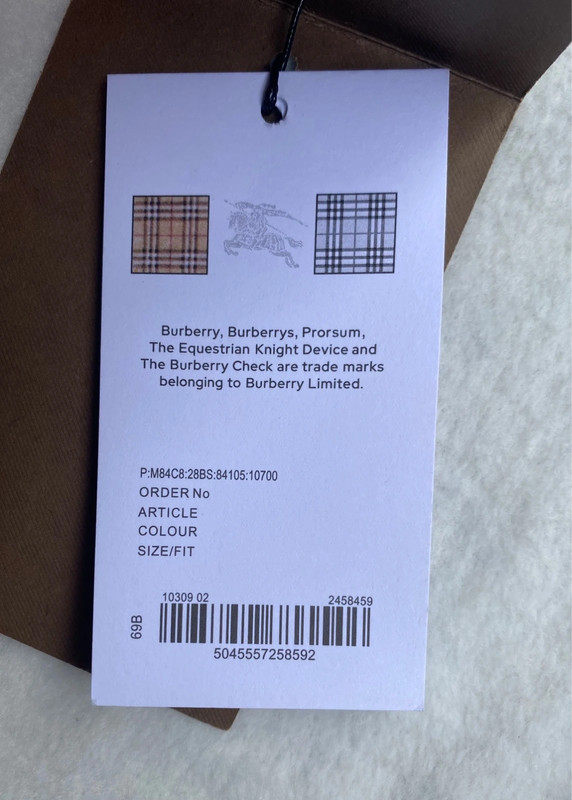 Burberry, Burberrys, Prorsum,
The Equestrian Knight Device and
The Burberry Check are trade marks
belonging to Burberry Limited.
P:M84C8:28BS:84105:10700
ORDER No
ARTICLE
COLOUR
SIZE/FIT
10309 02 2458459
69B
5045557258592